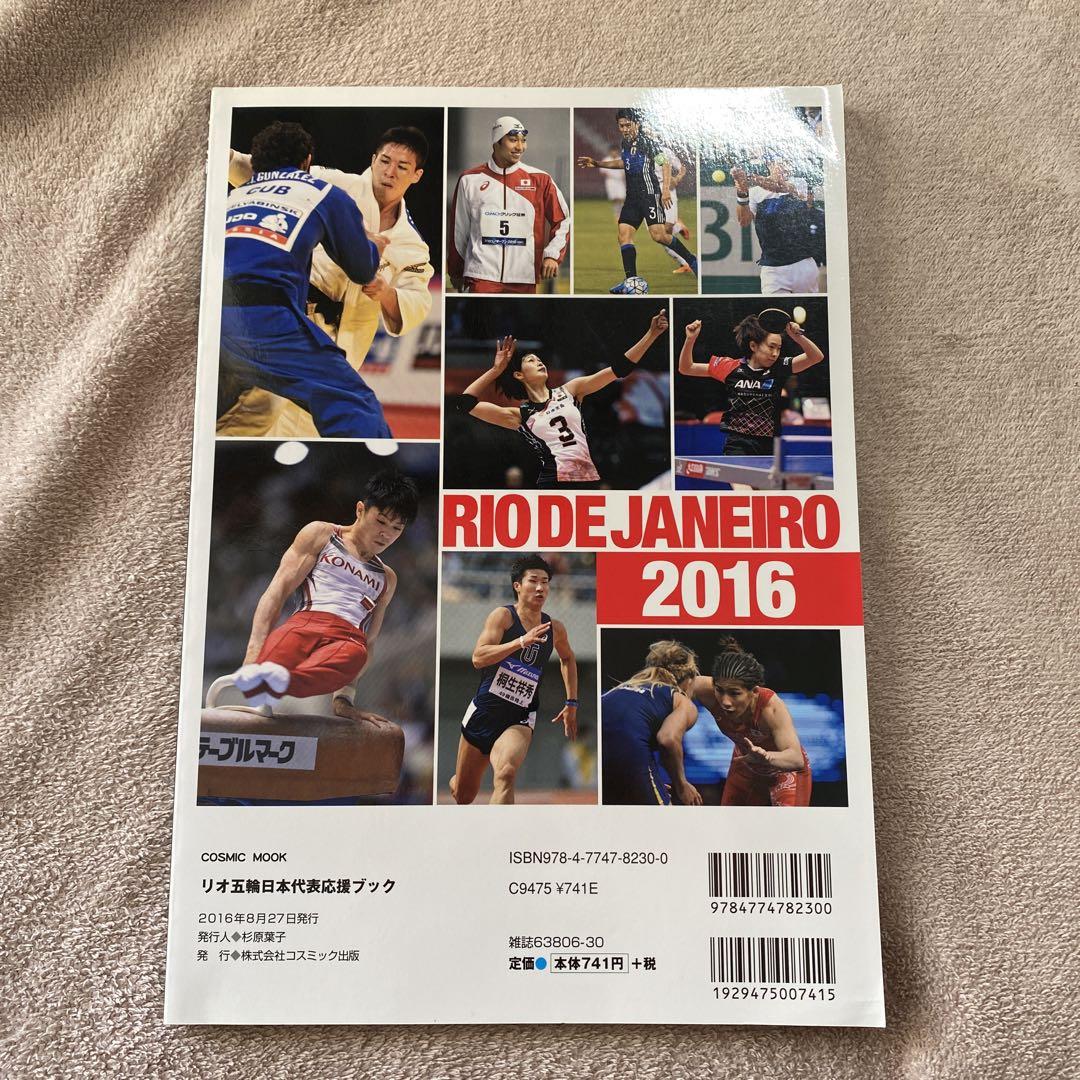 GONZALEZ
CUB
5
3
31
3
ANA
KONAMI
RIO DE JANEIRO
2016
桐生祥秀
テーブルマーク
COSMIC MOOK
リオ五輪日本代表応援ブック
2016年8月27日発行
発行人◆杉原葉子
発 行◆株式会社コスミック出版
ISBN978-4-7747-8230-0
C9475 ¥741E
雑誌63806-30
定価●本体741円+税
9784774782300
1929475007415